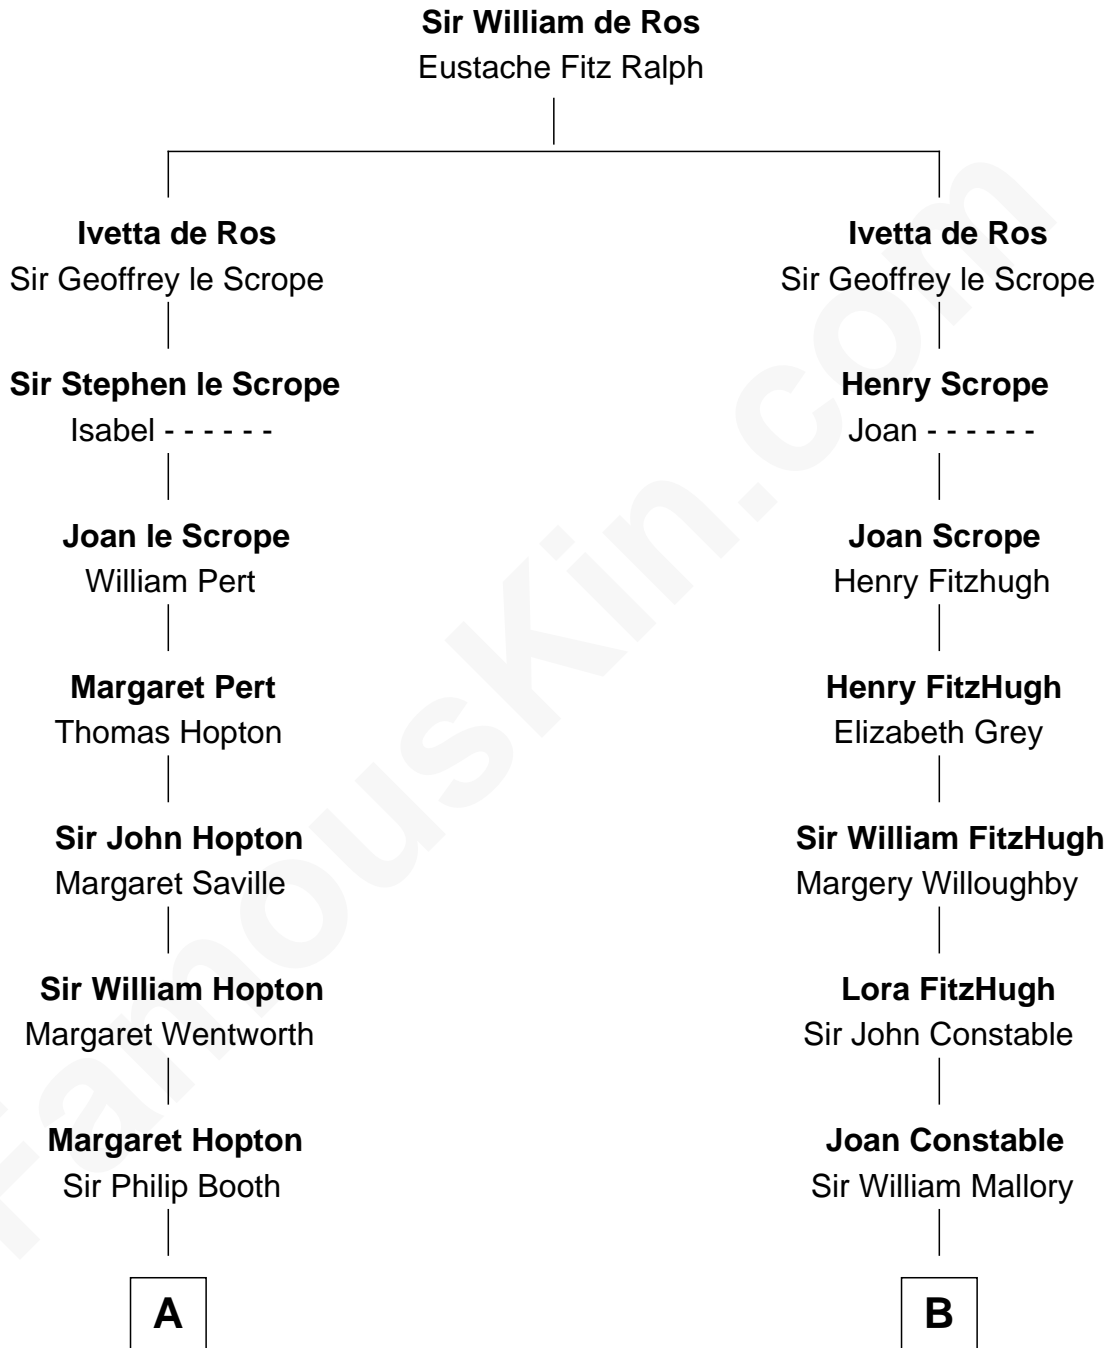 Sir William de Ros
Eustache Fitz Ralph
Ivetta de Ros
Sir Geoffrey le Scrope
Sir Stephen le Scrope
Isabel - - - - - -
Joan le Scrope
William Pert
Margaret Pert
Thomas Hopton
Sir John Hopton
Margaret Saville
Sir William Hopton
Margaret Wentworth
Margaret Hopton
Sir Philip Booth
A
Ivetta de Ros
Sir Geoffrey le Scrope
Henry Scrope
Joan - - - - - -
Joan Scrope
Henry Fitzhugh
Henry FitzHugh
Elizabeth Grey
Sir William FitzHugh
Margery Willoughby
Lora FitzHugh
Sir John Constable
Joan Constable
Sir William Mallory
B
FamousKin.com